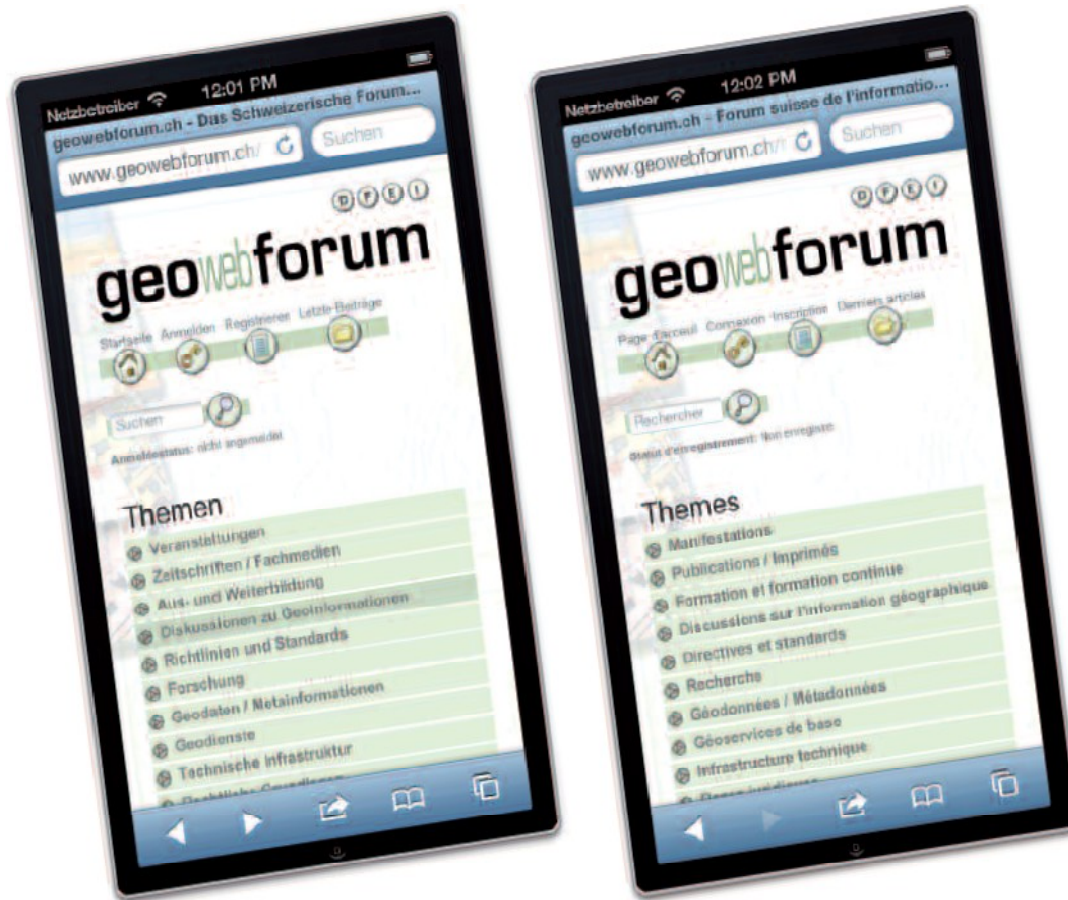 Netzbetreiber 12:01 PM
geowebforum.ch - Das Schweizerische Forum...
www.geowebforum.ch/ Suchen
D F E I
geowebforum
Startseite Anmelden Registrieren Letzte Beiträge
Suchen
Anmeldestatus: nicht angemeldet
Themen
Veranstaltungen
Zeitschriften / Fachmedien
Aus- und Weiterbildung
Diskussionen zu Geoinformationen
Richtlinien und Standards
Forschung
Geodaten / Metainformationen
Geodienste
Technische Infrastruktur
Rechtliche Grundlagen
Netzbetreiber 12:02 PM
geowebforum.ch - Forum suisse de l'informatio...
www.geowebforum.ch/ Suchen
D F E I
geowebforum
Page d'acceuil Connexion Inscription Derniers articles
Rechercher
Statut d'enregistrement: Non enregistré
Themes
Manifestations
Publications / Imprimés
Formation et formation continue
Discussions sur l'information géographique
Directives et standards
Recherche
Géodonnées / Métadonnées
Géoservices de base
Infrastructure technique